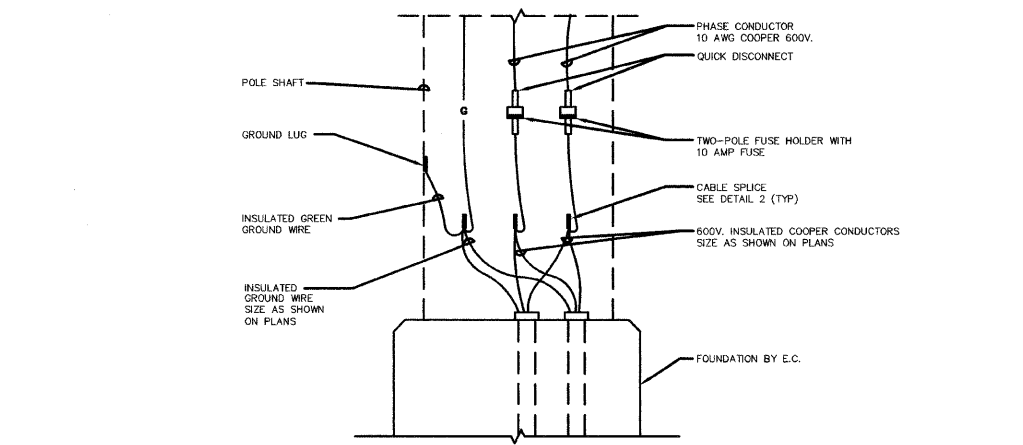 PHASE CONDUCTOR
10 AWG COOPER 600V.
QUICK DISCONNECT
POLE SHAFT
G
GROUND LUG
TWO-POLE FUSE HOLDER WITH
10 AMP FUSE
CABLE SPLICE
SEE DETAIL 2 (TYP)
INSULATED GREEN
GROUND WIRE
600V. INSULATED COOPER CONDUCTORS
SIZE AS SHOWN ON PLANS
INSULATED
GROUND WIRE
SIZE AS SHOWN
ON PLANS
FOUNDATION BY E.C.